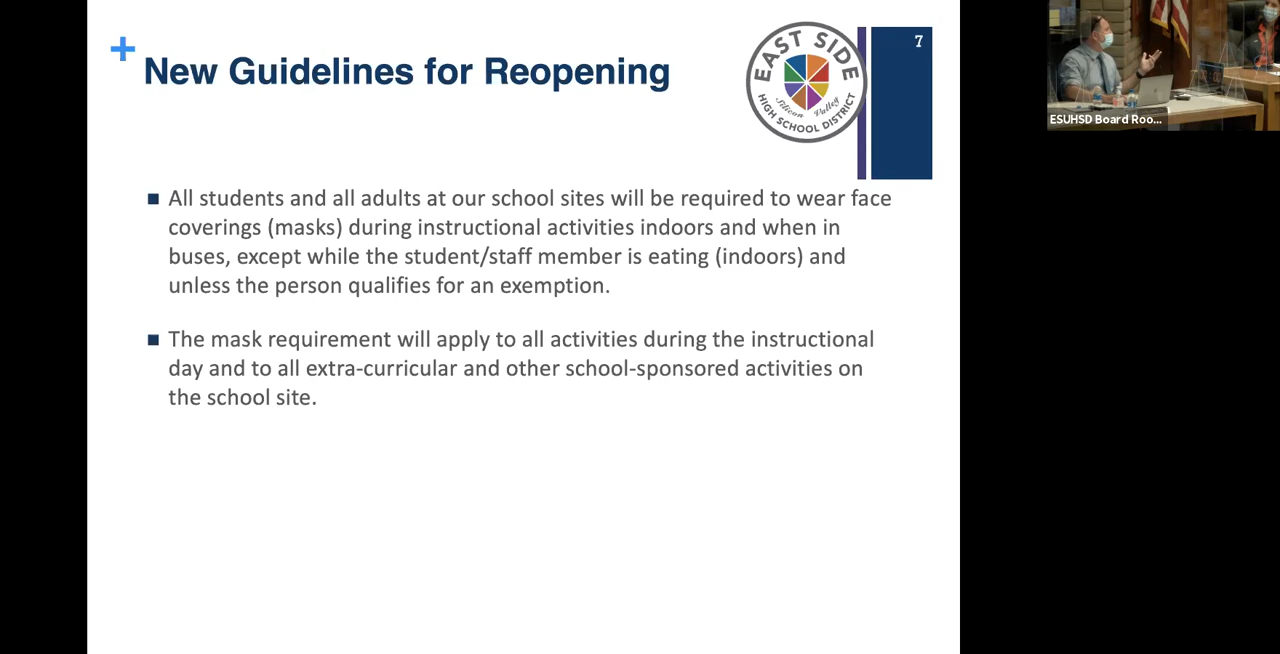 +
New Guidelines for Reopening
EAST SIDE
Silicon Valley
HIGH SCHOOL DISTRICT
7
ESUHSD Board Roo...
■ All students and all adults at our school sites will be required to wear face
coverings (masks) during instructional activities indoors and when in
buses, except while the student/staff member is eating (indoors) and
unless the person qualifies for an exemption.
■ The mask requirement will apply to all activities during the instructional
day and to all extra-curricular and other school-sponsored activities on
the school site.